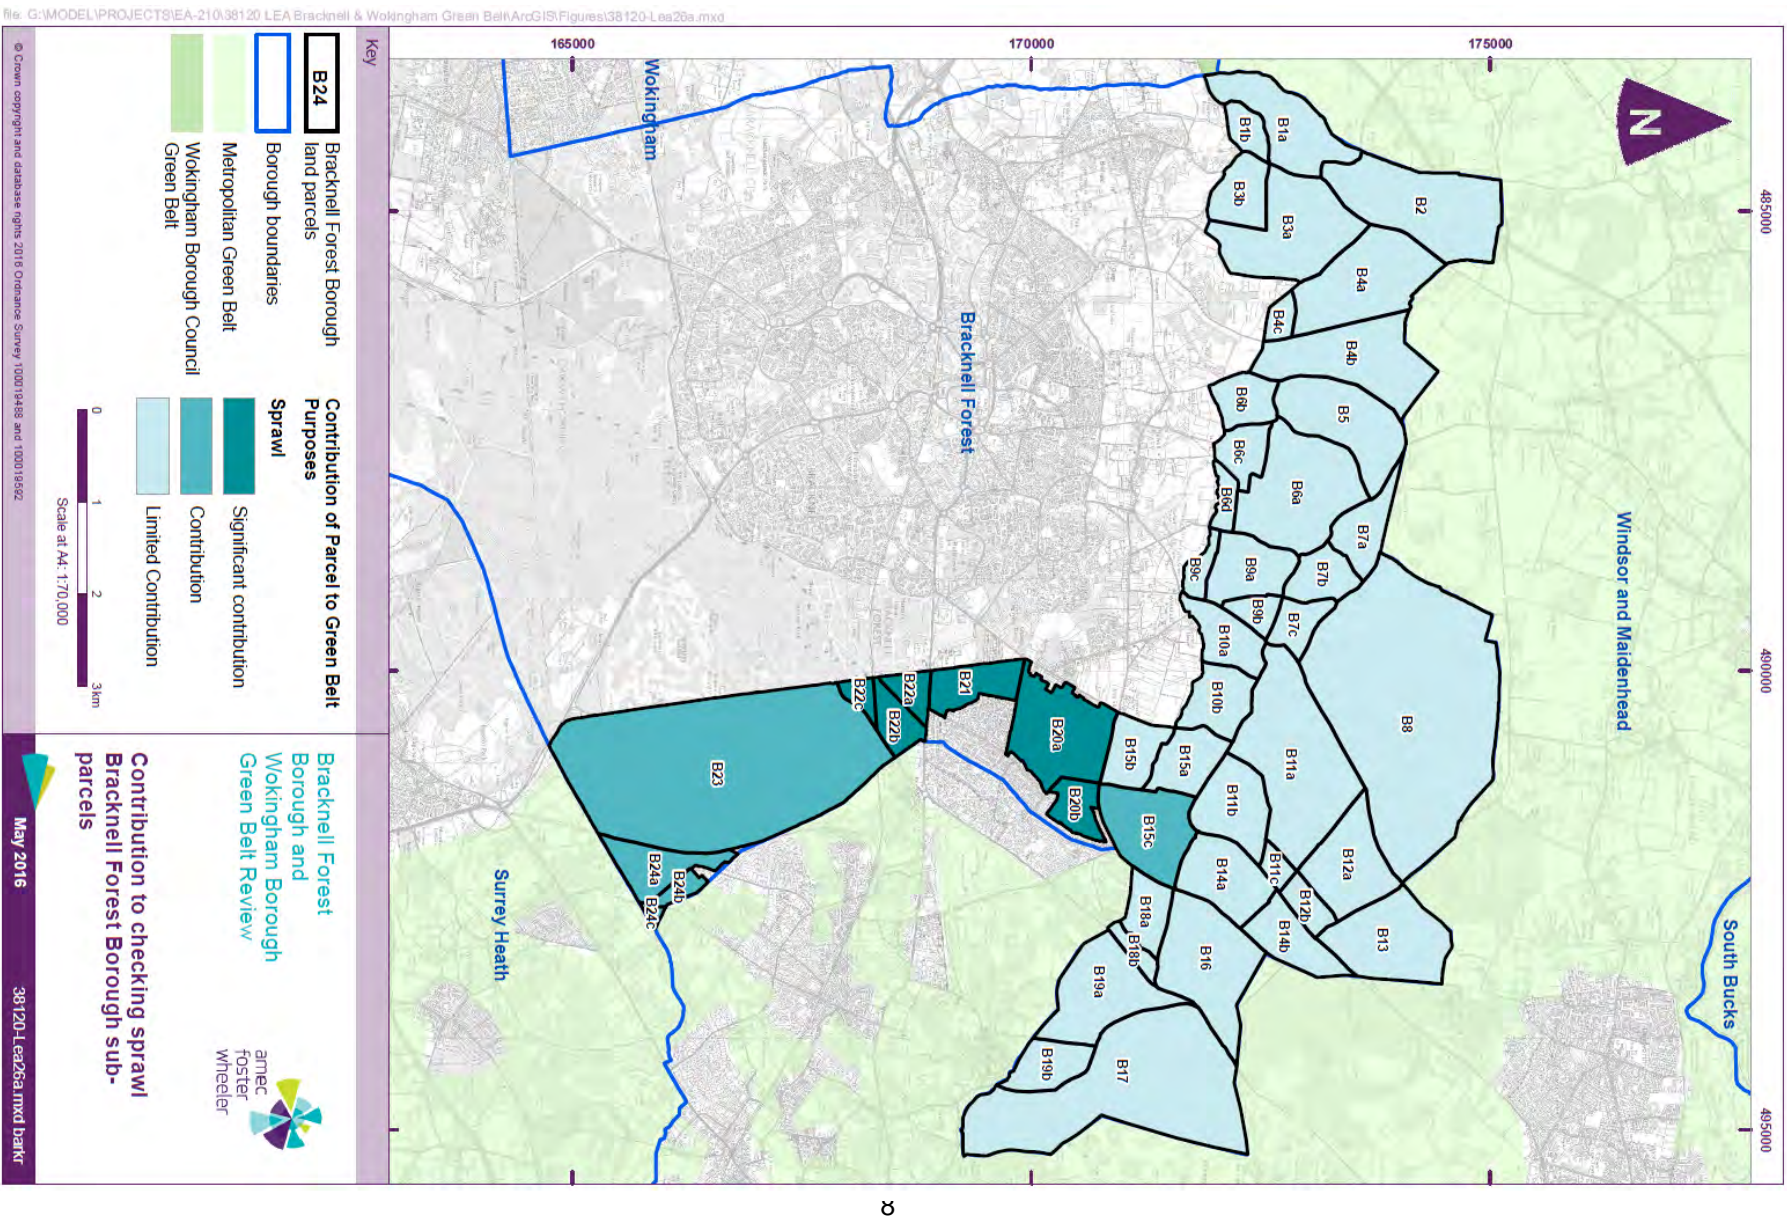 file: G:\MODEL\PROJECTS\EA-210\38120 LEA Bracknell & Wokingham Green Belt\ArcGIS\Figures\38120-Lea26a.mxd
165000
170000
175000
485000
490000
495000
N
Wokingham
Bracknell Forest
Windsor and Maidenhead
South Bucks
Surrey Heath
B1a
B1b
B2
B3a
B3b
B4a
B4b
B4c
B5
B6a
B6b
B6c
B6d
B7a
B7b
B7c
B8
B9a
B9b
B9c
B10a
B10b
B11a
B11b
B11c
B12a
B12b
B13
B14a
B14b
B15a
B15b
B15c
B16
B17
B18a
B18b
B19a
B19b
B20a
B20b
B21
B22a
B22b
B22c
B23
B24a
B24b
B24c
Key
B24
Bracknell Forest Borough
land parcels
Borough boundaries
Metropolitan Green Belt
Wokingham Borough Council
Green Belt
Contribution of Parcel to Green Belt
Purposes
Sprawl
Significant contribution
Contribution
Limited Contribution
0 1 2 3 km
Scale at A4: 1:70,000
© Crown copyright and database rights 2016 Ordnance Survey 100019488 and 100019592
Bracknell Forest
Borough and
Wokingham Borough
Green Belt Review
Contribution to checking sprawl
Bracknell Forest Borough sub-
parcels
amec
foster
wheeler
May 2016
38120-Lea26a.mxd barkr
8